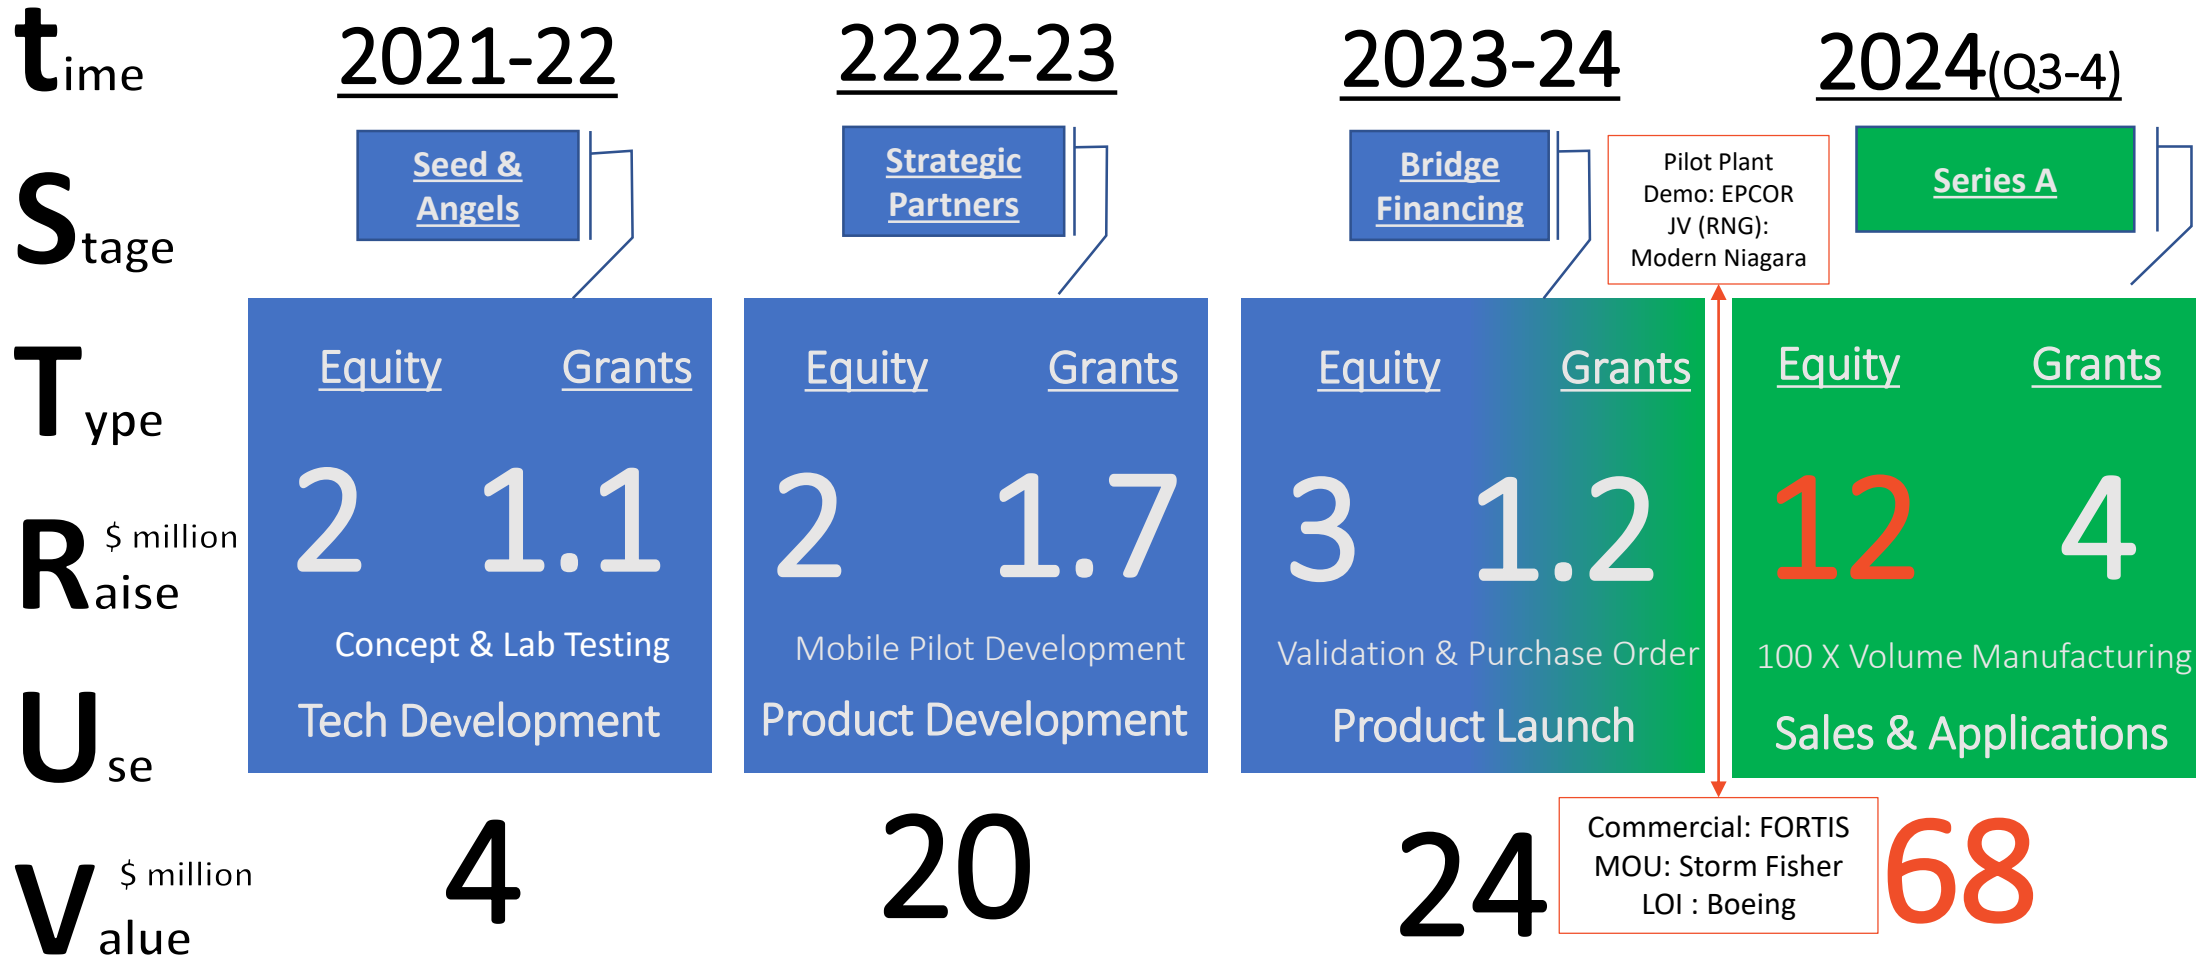 time
2021-22
2222-23
2023-24
2024(Q3-4)
Stage
Seed &
Angels
Strategic
Partners
Bridge
Financing
Pilot Plant
Demo: EPCOR
JV (RNG):
Modern Niagara
Series A
Type
Equity Grants
Equity Grants
Equity Grants
Equity Grants
Raise $ million
2 1.1
2 1.7
3 1.2
12 4
Use
Concept & Lab Testing
Tech Development
Mobile Pilot Development
Product Development
Validation & Purchase Order
Product Launch
100 X Volume Manufacturing
Sales & Applications
Value $ million
4
20
24
Commercial: FORTIS
MOU: Storm Fisher
LOI : Boeing
68